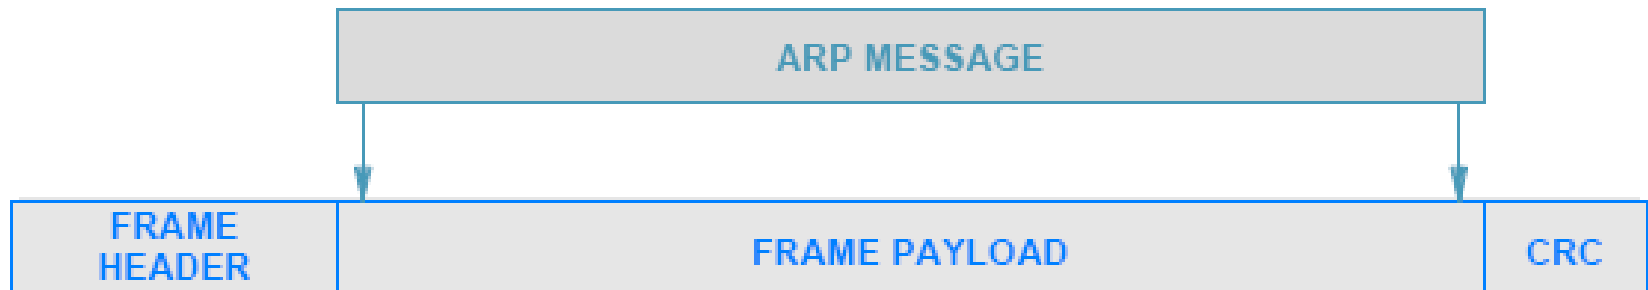 ARP MESSAGE
FRAME
HEADER
FRAME PAYLOAD
CRC